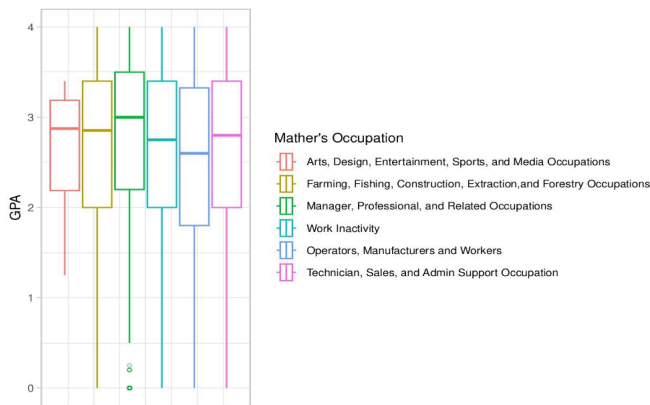 4
3
2
1
0
GPA
Mather's Occupation
Arts, Design, Entertainment, Sports, and Media Occupations
Farming, Fishing, Construction, Extraction,and Forestry Occupations
Manager, Professional, and Related Occupations
Work Inactivity
Operators, Manufacturers and Workers
Technician, Sales, and Admin Support Occupation